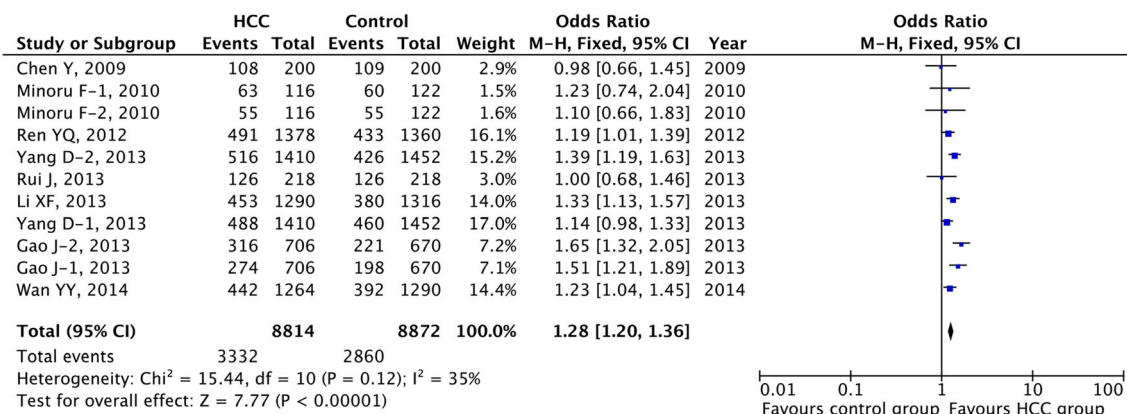 HCC Control Odds Ratio Odds Ratio
Study or Subgroup Events Total Events Total Weight M-H, Fixed, 95% CI Year M-H, Fixed, 95% CI
Chen Y, 2009 108 200 109 200 2.9% 0.98 [0.66, 1.45] 2009
Minoru F-1, 2010 63 116 60 122 1.5% 1.23 [0.74, 2.04] 2010
Minoru F-2, 2010 55 116 55 122 1.6% 1.10 [0.66, 1.83] 2010
Ren YQ, 2012 491 1378 433 1360 16.1% 1.19 [1.01, 1.39] 2012
Yang D-2, 2013 516 1410 426 1452 15.2% 1.39 [1.19, 1.63] 2013
Rui J, 2013 126 218 126 218 3.0% 1.00 [0.68, 1.46] 2013
Li XF, 2013 453 1290 380 1316 14.0% 1.33 [1.13, 1.57] 2013
Yang D-1, 2013 488 1410 460 1452 17.0% 1.14 [0.98, 1.33] 2013
Gao J-2, 2013 316 706 221 670 7.2% 1.65 [1.32, 2.05] 2013
Gao J-1, 2013 274 706 198 670 7.1% 1.51 [1.21, 1.89] 2013
Wan YY, 2014 442 1264 392 1290 14.4% 1.23 [1.04, 1.45] 2014
Total (95% CI) 8814 8872 100.0% 1.28 [1.20, 1.36]
Total events 3332 2860
Heterogeneity: Chi² = 15.44, df = 10 (P = 0.12); I² = 35%
Test for overall effect: Z = 7.77 (P < 0.00001)
0.01 0.1 1 10 100
Favours control group Favours HCC group